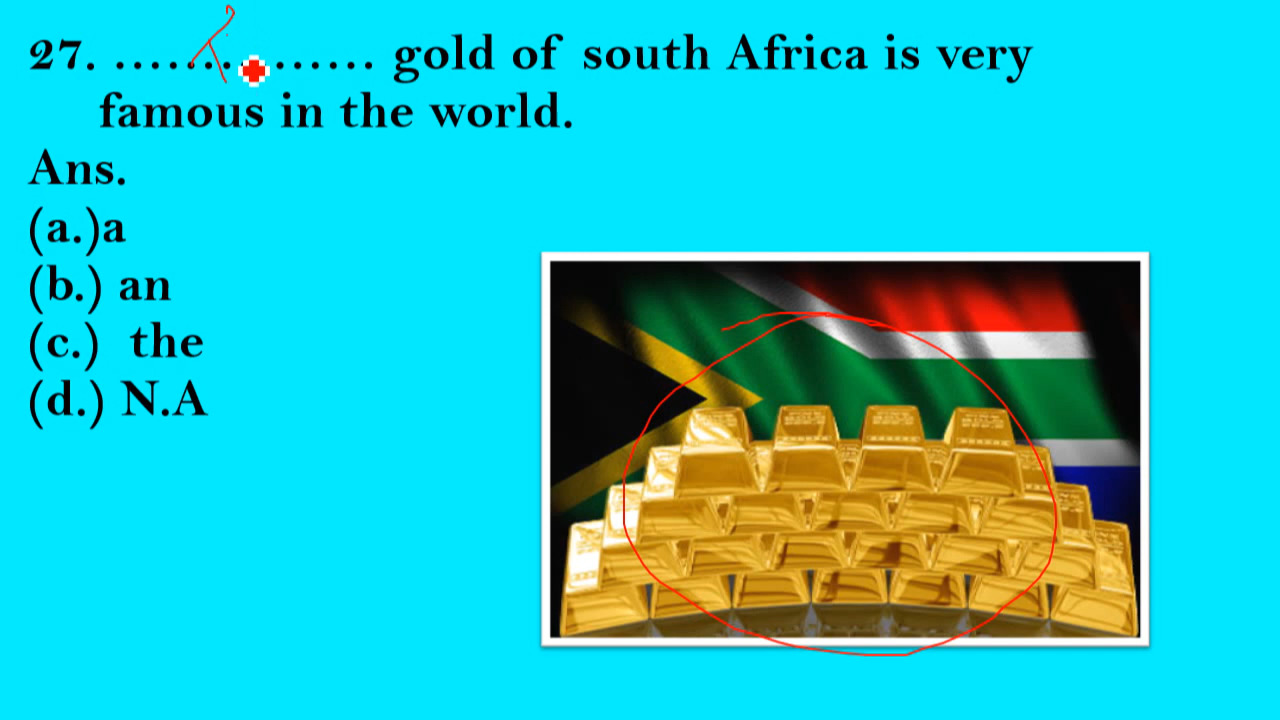 27. ................ gold of south Africa is very
famous in the world.
Ans.
(a.)a
(b.) an
(c.) the
(d.) N.A